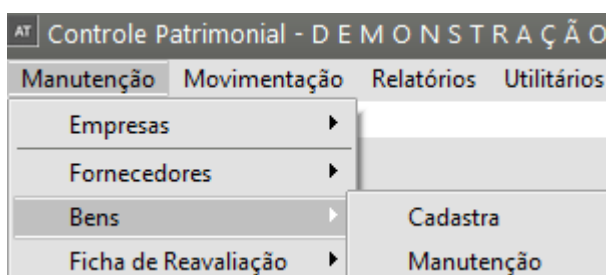 AT Controle Patrimonial - D E M O N S T R A Ç Ã O
Manutenção Movimentação Relatórios Utilitários
Empresas
Fornecedores
Bens Cadastra
Ficha de Reavaliação Manutenção